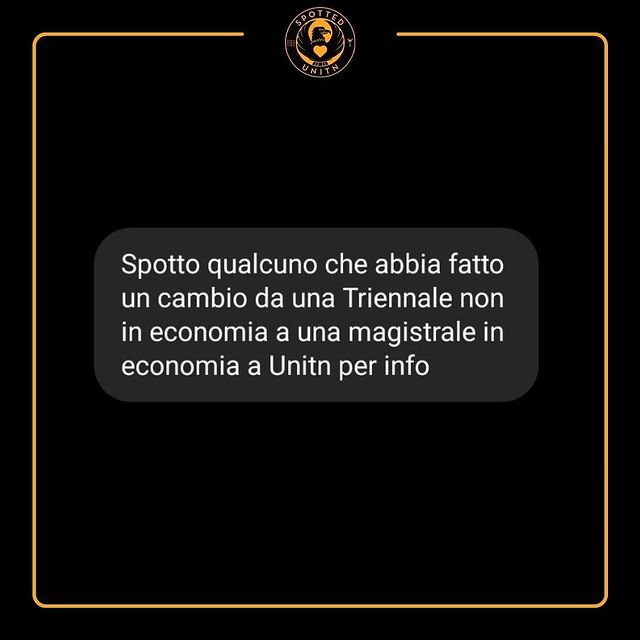 SPOTTED
UNITN
Spotto qualcuno che abbia fatto
un cambio da una Triennale non
in economia a una magistrale in
economia a Unitn per info